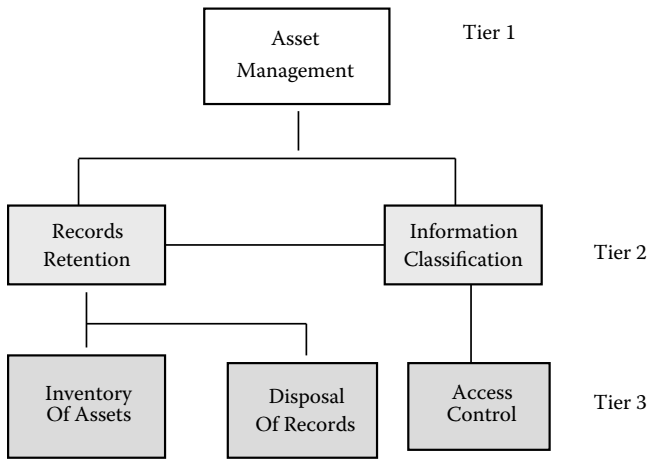 Asset
Management
Tier 1
Records
Retention
Information
Classification
Tier 2
Inventory
Of Assets
Disposal
Of Records
Access
Control
Tier 3